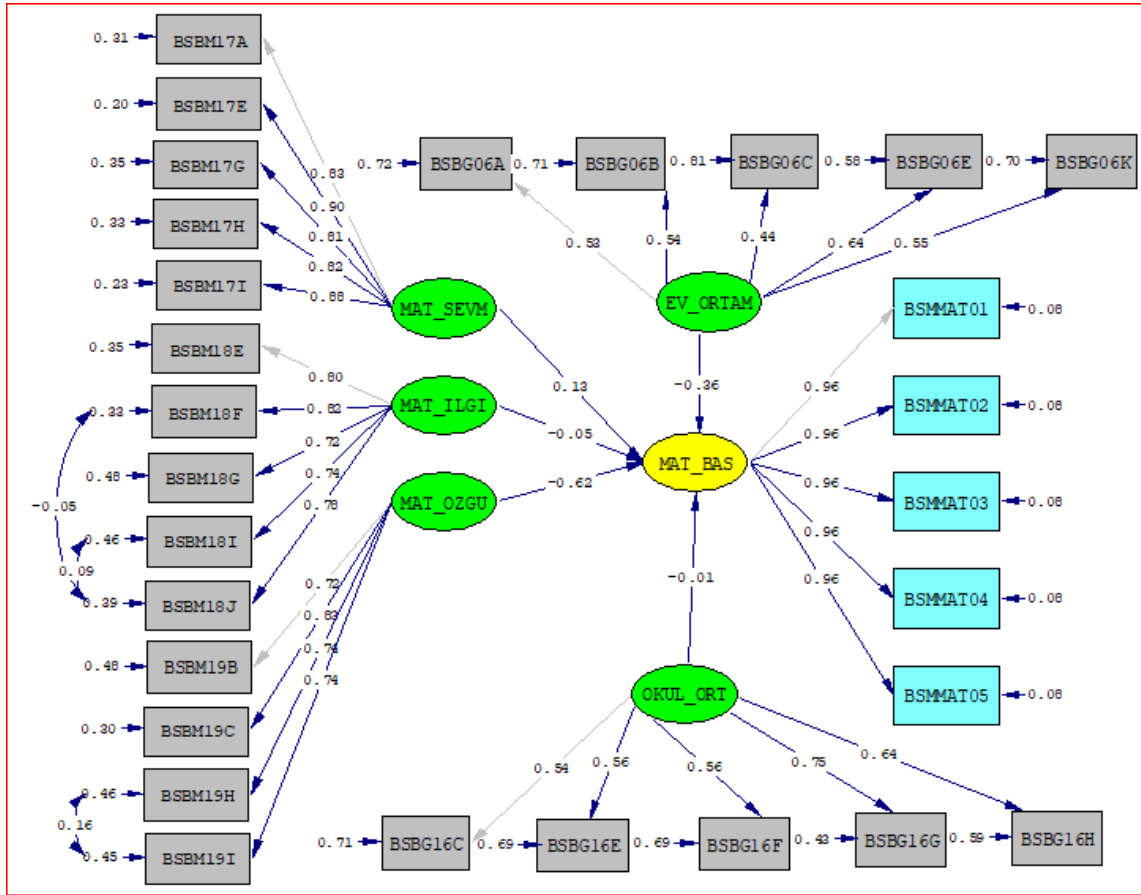 0.31 BSBM17A
0.20 BSBM17E
0.35 BSBM17G
0.33 BSBM17H
0.23 BSBM17I
0.35 BSBM18E
0.33 BSBM18F
0.48 BSBM18G
-0.05
0.46 BSBM18I
0.09
0.39 BSBM18J
0.48 BSBM19B
0.30 BSBM19C
0.46 BSBM19H
0.16
0.45 BSBM19I
0.83
0.90
0.81
0.82
0.88
MAT_SEVM
0.80
0.82
0.72
0.74
0.78
MAT_ILGI
0.72
0.83
0.74
0.74
MAT_OZGU
0.72 BSBG06A 0.71 BSBG06B 0.81 BSBG06C 0.58 BSBG06E 0.70 BSBG06K
0.53 0.54 0.44 0.64 0.55
EV_ORTAM
0.13
-0.36
-0.05
-0.62
MAT_BAS
-0.01
OKUL_ORT
0.96
0.96
0.96
0.96
0.96
BSMMAT01 0.08
BSMMAT02 0.08
BSMMAT03 0.08
BSMMAT04 0.08
BSMMAT05 0.08
0.54 0.56 0.56 0.75 0.64
0.71 BSBG16C 0.69 BSBG16E 0.69 BSBG16F 0.43 BSBG16G 0.59 BSBG16H